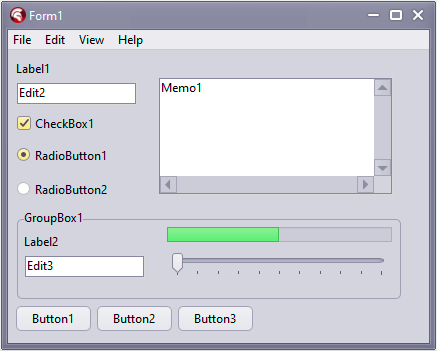 Form1
File Edit View Help
Label1
Edit2
Memo1
CheckBox1
RadioButton1
RadioButton2
GroupBox1
Label2
Edit3
Button1 Button2 Button3